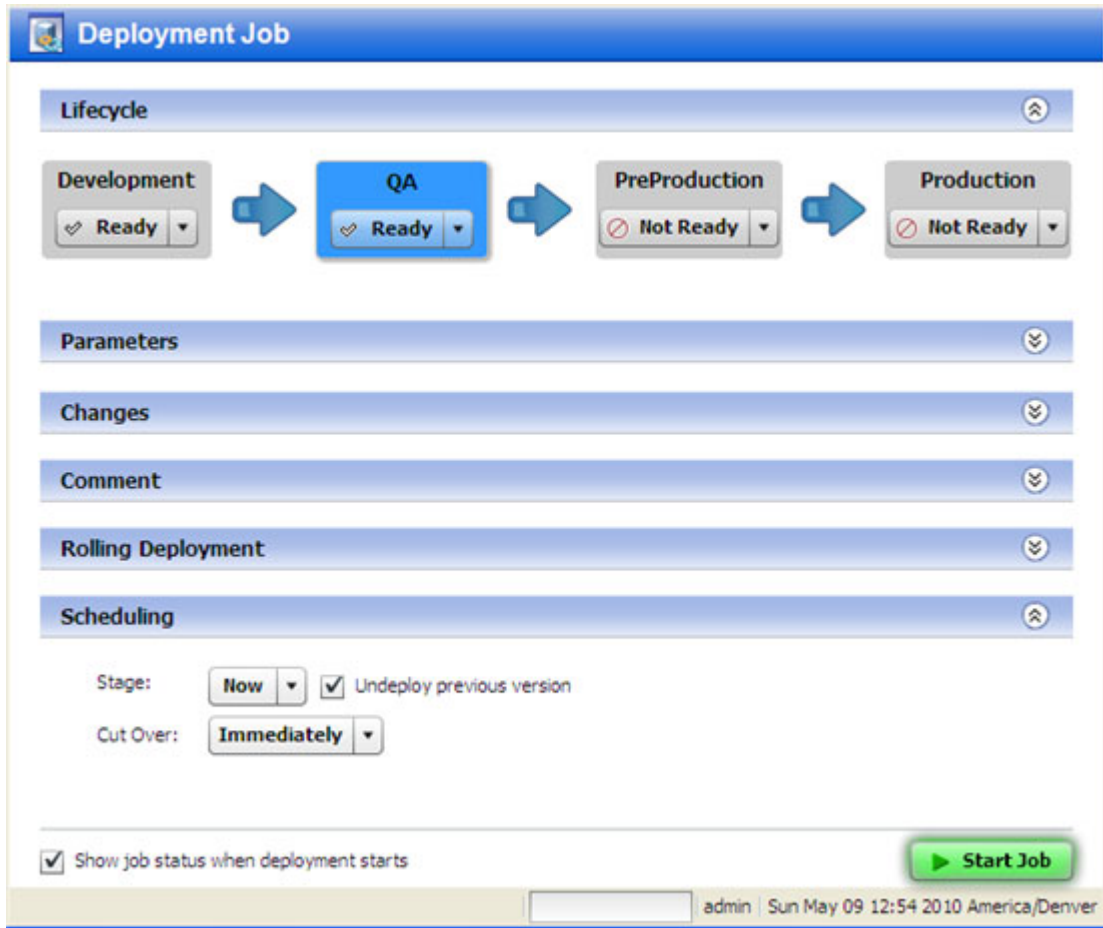 Deployment Job
Lifecycle
Development
QA
PreProduction
Production
Ready
Ready
Not Ready
Not Ready
Parameters
Changes
Comment
Rolling Deployment
Scheduling
Stage: Now Undeploy previous version
Cut Over: Immediately
Show job status when deployment starts Start Job
admin Sun May 09 12:54 2010 America/Denver